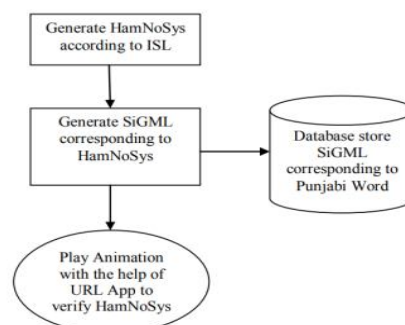 Generate HamNoSys
according to ISL
Generate SiGML
corresponding to
HamNoSys
Database store
SiGML
corresponding to
Punjabi Word
Play Animation
with the help of
URL App to
verify HamNoSys